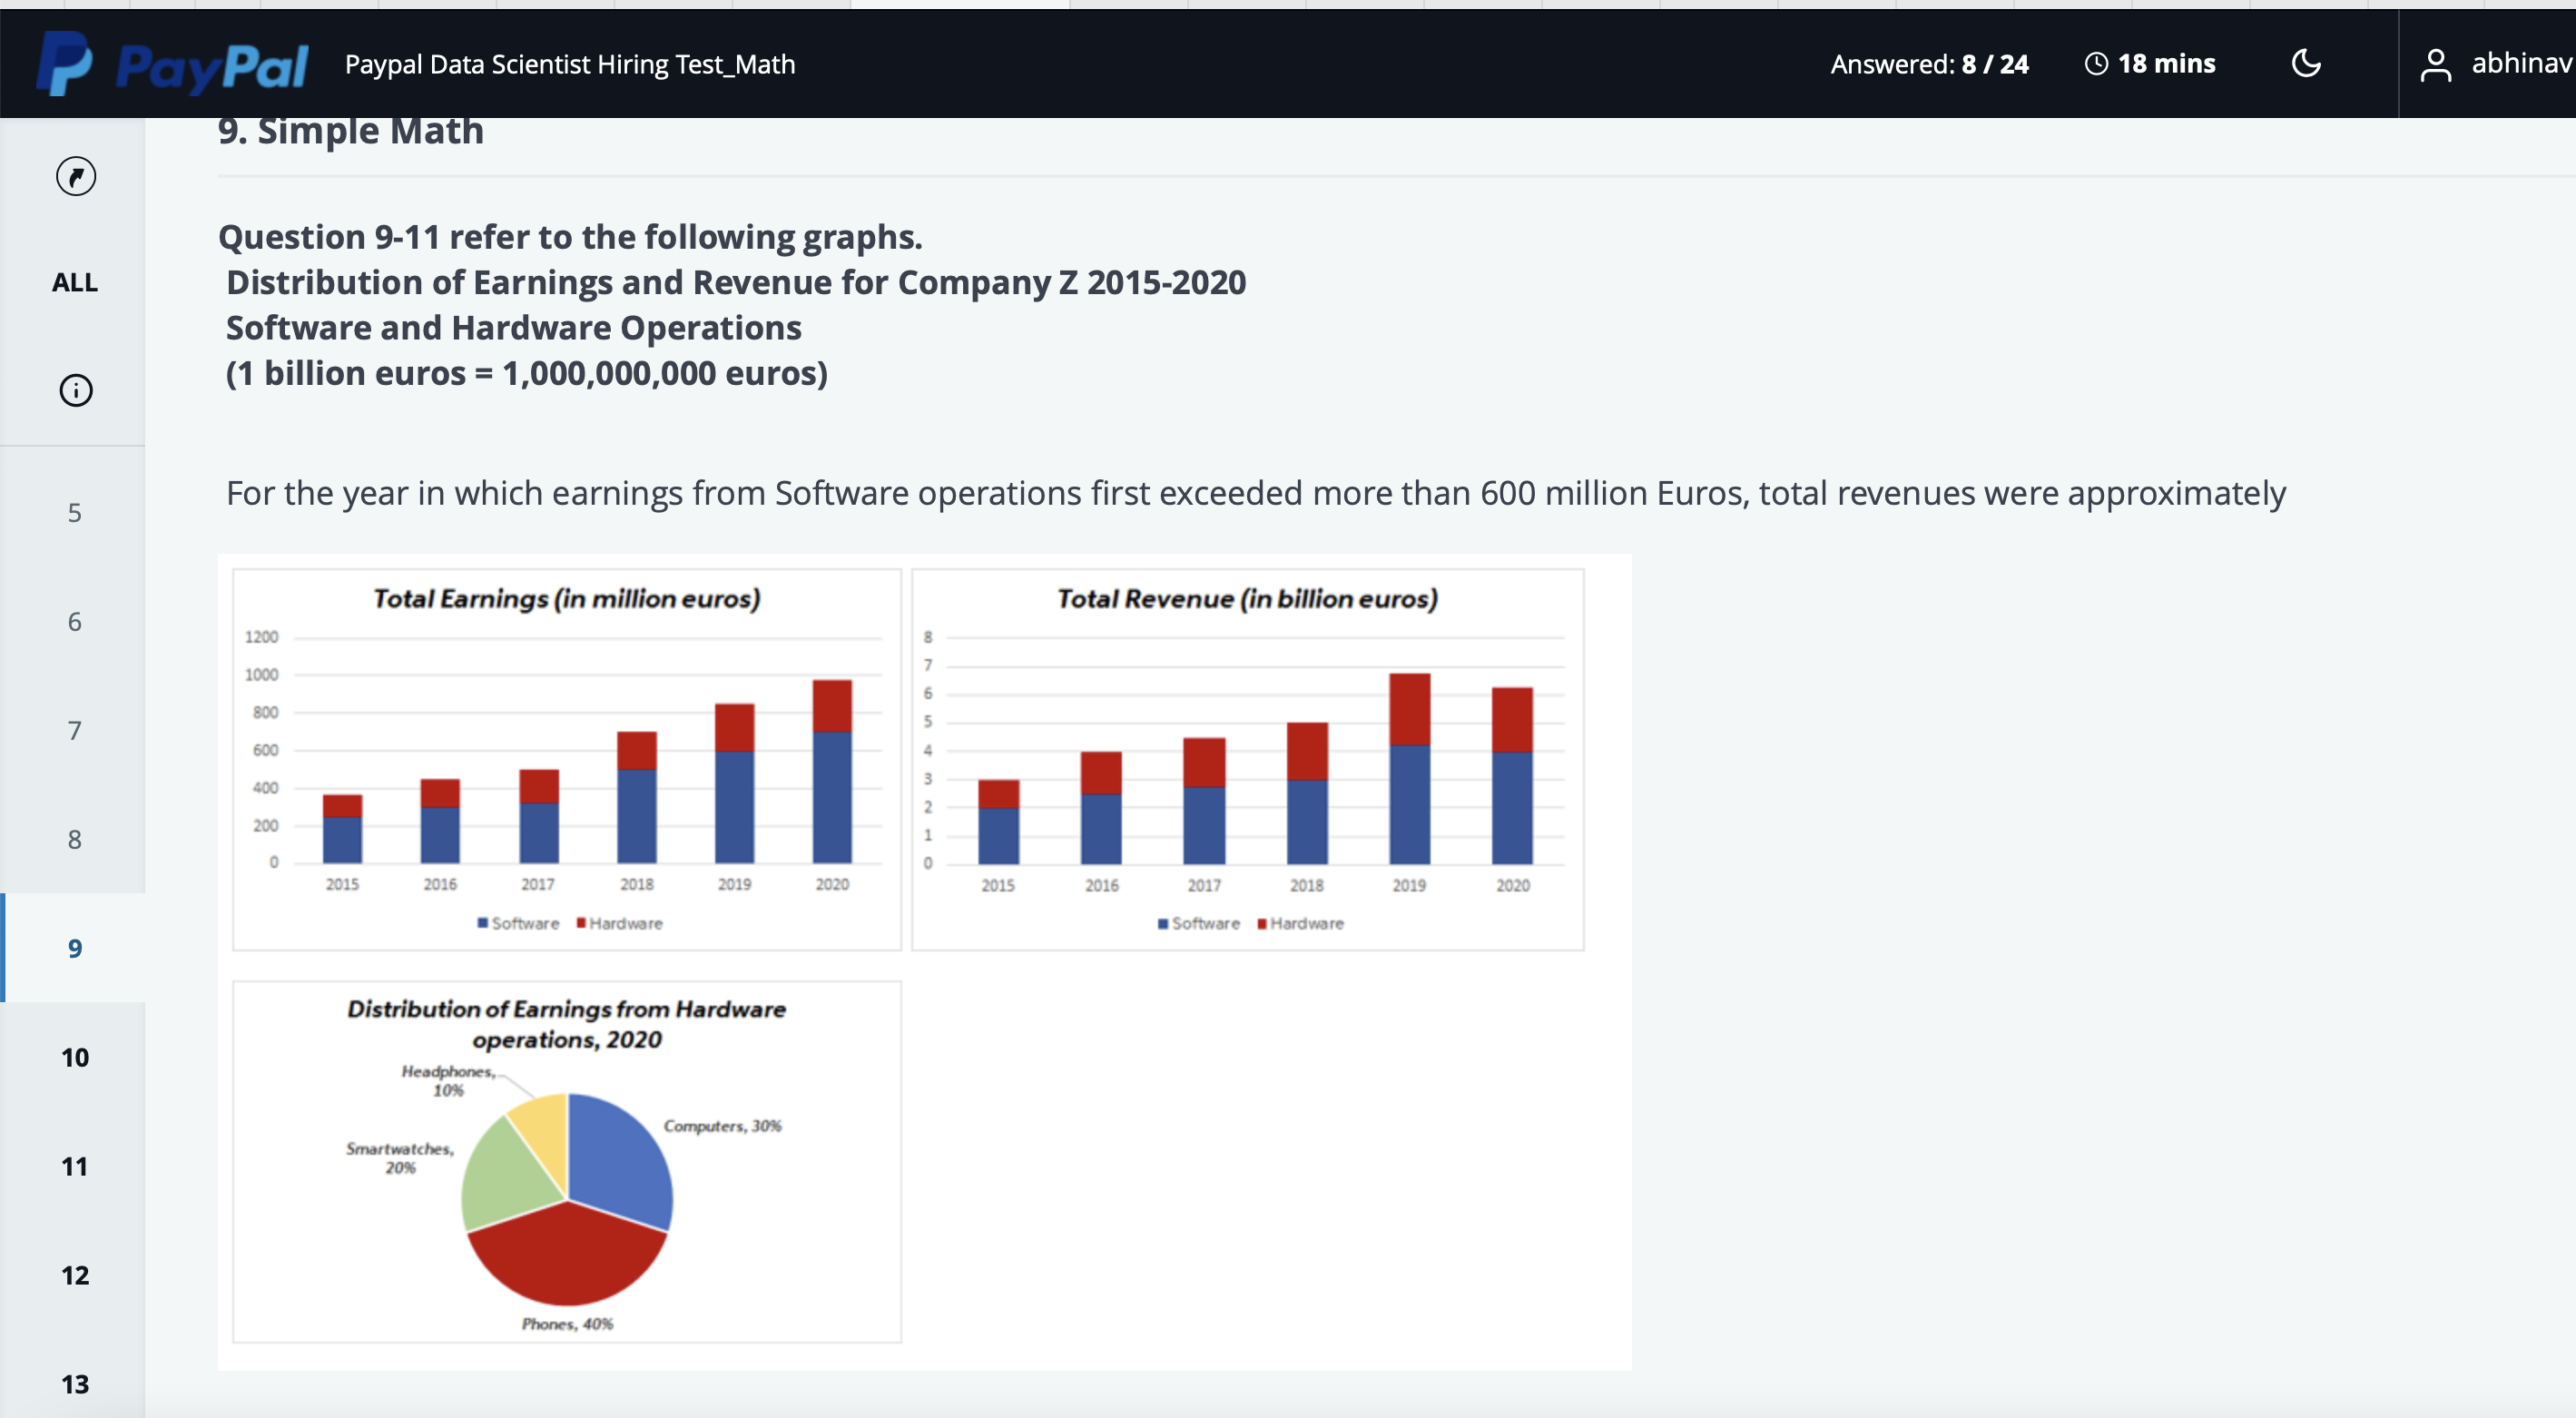 PayPal
Paypal Data Scientist Hiring Test_Math
Answered: 8 / 24
18 mins
abhinav
9. Simple Math
ALL
5
6
7
8
9
10
11
12
13
Question 9-11 refer to the following graphs.
Distribution of Earnings and Revenue for Company Z 2015-2020
Software and Hardware Operations
(1 billion euros = 1,000,000,000 euros)
For the year in which earnings from Software operations first exceeded more than 600 million Euros, total revenues were approximately
Total Earnings (in million euros)
1200
1000
800
600
400
200
0
2015 2016 2017 2018 2019 2020
Software Hardware
Total Revenue (in billion euros)
8
7
6
5
4
3
2
1
0
2015 2016 2017 2018 2019 2020
Software Hardware
Distribution of Earnings from Hardware
operations, 2020
Headphones,
10%
Computers, 30%
Smartwatches,
20%
Phones, 40%